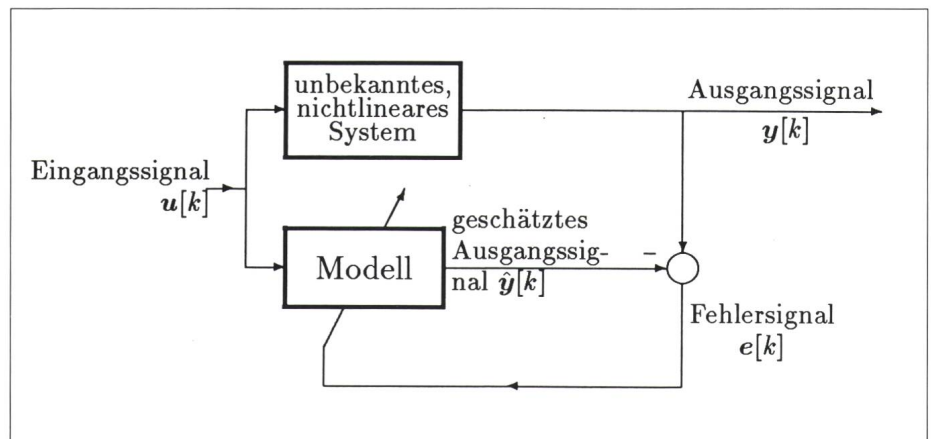 unbekanntes,
nichtlineares
System
Ausgangssignal
y[k]
Eingangssignal
u[k]
Modell
geschätztes
Ausgangssig-
nal ŷ[k]
–
Fehlersignal
e[k]